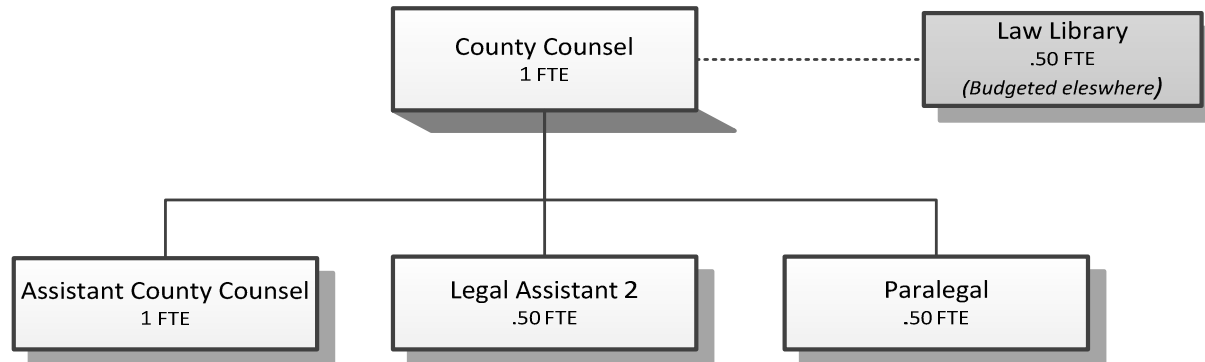 County Counsel
1 FTE
Law Library
.50 FTE
(Budgeted eleswhere)
Assistant County Counsel
1 FTE
Legal Assistant 2
.50 FTE
Paralegal
.50 FTE